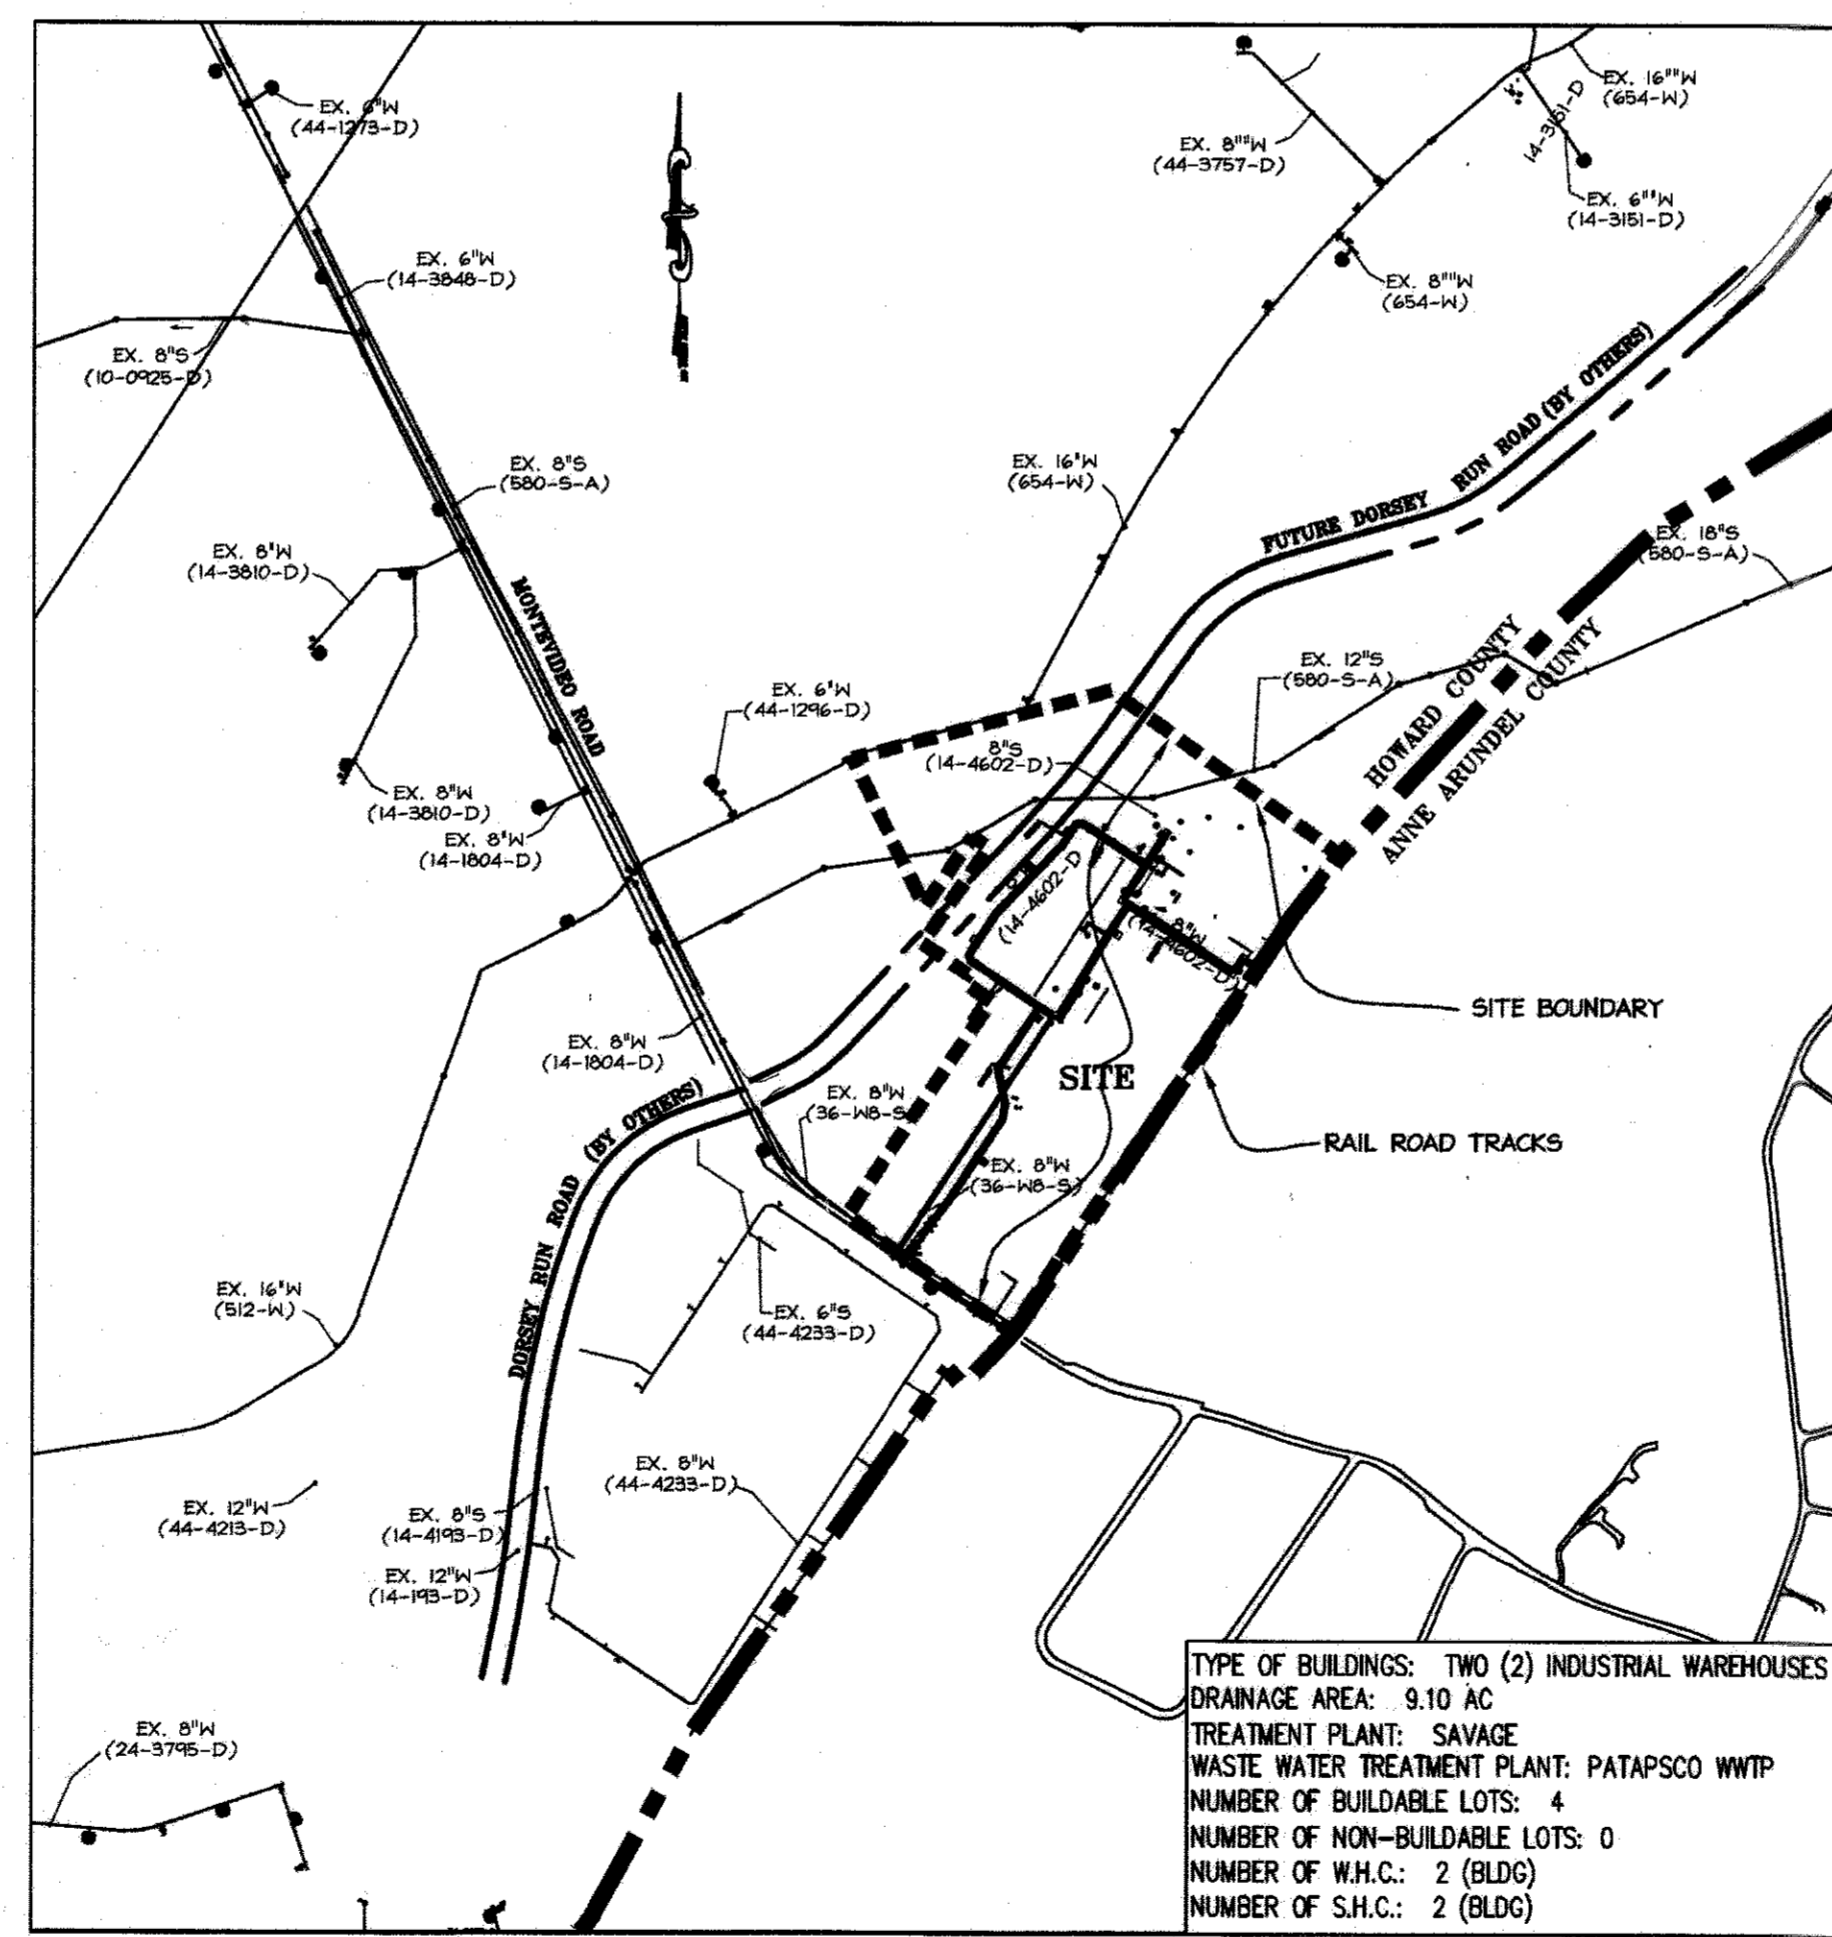 EX. 6"W
(44-1273-D)
EX. 16""W
(654-W)
14-3151-D
EX. 8""W
(44-3757-D)
EX. 6""W
(14-3151-D)
EX. 6"W
(14-3848-D)
EX. 8""W
(654-W)
EX. 8"S
(10-0925-D)
FUTURE DORSEY RUN ROAD (BY OTHERS)
EX. 8"S
(580-S-A)
EX. 16"W
(654-W)
EX. 18"S
(580-S-A)
EX. 8"W
(14-3810-D)
MONTEVIDEO ROAD
HOWARD COUNTY
ANNE ARUNDEL COUNTY
EX. 12"S
(580-S-A)
EX. 6"W
(44-1296-D)
8"S
(14-4602-D)
EX. 8"W
(14-3810-D)
EX. 8"W
(14-1804-D)
(14-4602-D
8"W
(14-4602-D)
SITE BOUNDARY
EX. 8"W
(14-1804-D)
SITE
EX. 8"W
(36-W8-S
RAIL ROAD TRACKS
EX. 8"W
(36-W8-S)
DORSEY RUN ROAD (BY OTHERS)
EX. 16"W
(512-W)
EX. 6"S
(44-4233-D)
EX. 8"W
(44-4233-D)
EX. 12"W
(44-4213-D)
EX. 8"S
(14-4193-D)
EX. 12"W
(14-193-D)
EX. 8"W
(24-3795-D)
TYPE OF BUILDINGS: TWO (2) INDUSTRIAL WAREHOUSES
DRAINAGE AREA: 9.10 AC
TREATMENT PLANT: SAVAGE
WASTE WATER TREATMENT PLANT: PATAPSCO WWTP
NUMBER OF BUILDABLE LOTS: 4
NUMBER OF NON-BUILDABLE LOTS: 0
NUMBER OF W.H.C.: 2 (BLDG)
NUMBER OF S.H.C.: 2 (BLDG)